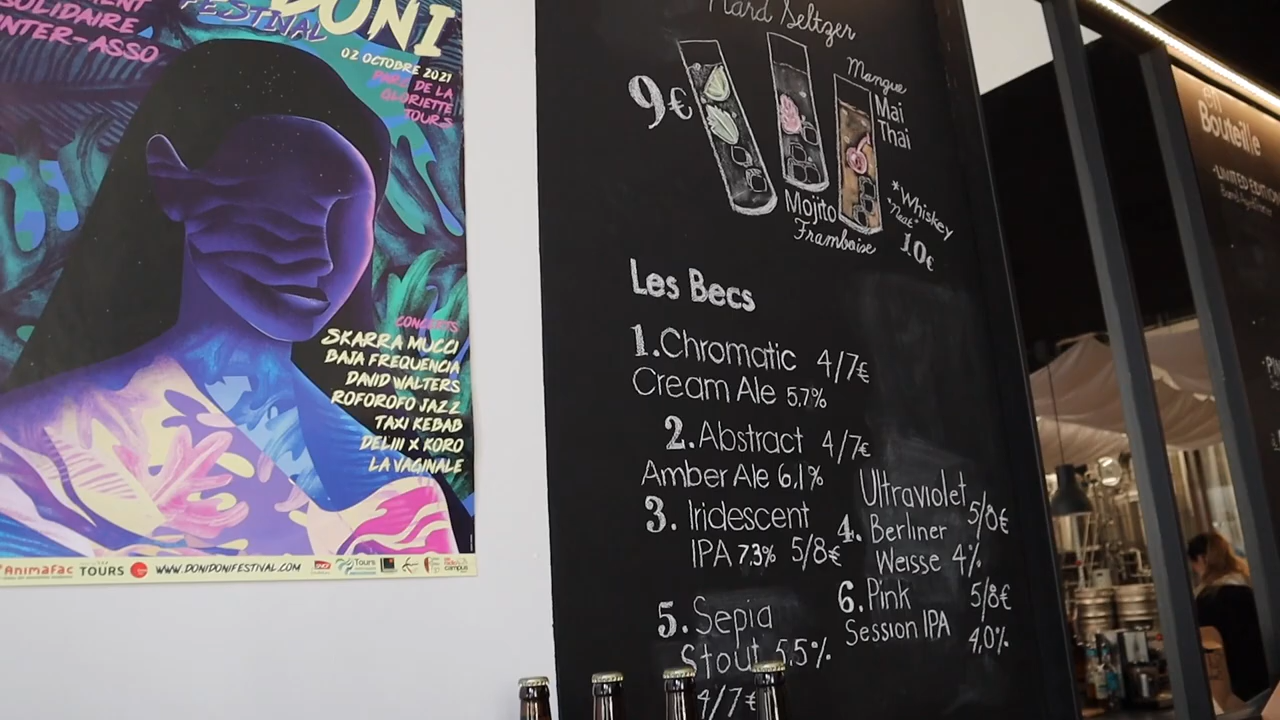 SOLIDAIRE
INTER-ASSO
DONI
FESTIVAL
02 OCTOBRE 2021
PARC DE LA
GLORIETTE
TOURS
CONCERTS
SKARRA MUCCI
BAJA FREQUENCIA
DAVID WALTERS
ROFOROFO JAZZ
TAXI KEBAB
DELIII X KORO
LA VAGINALE
ANIMAFAC
TOURS
WWW.DONIDONIFESTIVAL.COM
Tours
Hard Seltzer
9€
Mangue
Mai
Thai
Mojito
Framboise
*Whiskey
"Neat"
10€
Les Becs
1. Chromatic 4/7€
Cream Ale 5.7%
2. Abstract 4/7€
Amber Ale 6,1%
3. Iridescent
IPA 7.3% 5/8€
Ultraviolet 5/8€
4. Berliner
Weisse 4%
5. Sepia
Stout 5.5%
4/7€
6. Pink 5/8€
Session IPA 4,0%
en
Bouteille
-LIMITED EDITION